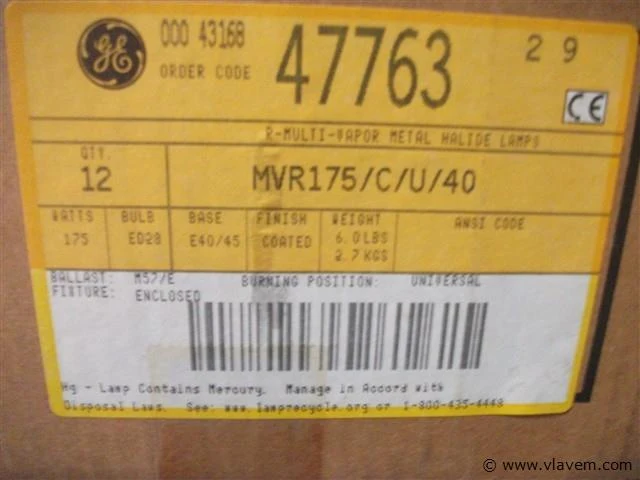 GE
000 43168
ORDER CODE
47763
2 9
CE
R-MULTI-VAPOR METAL HALIDE LAMPS
QTY.
12
MVR175/C/U/40
WATTS BULB BASE FINISH WEIGHT ANSI CODE
175 ED28 E40/45 COATED 6.0LBS
2.7KGS
BALLAST: M57/E BURNING POSITION: UNIVERSAL
FIXTURE: ENCLOSED
Hg - Lamp Contains Mercury. Manage in Accord with
Disposal Laws. See: www.lamprecycle.org or 1-800-435-4448
© www.vlavem.com